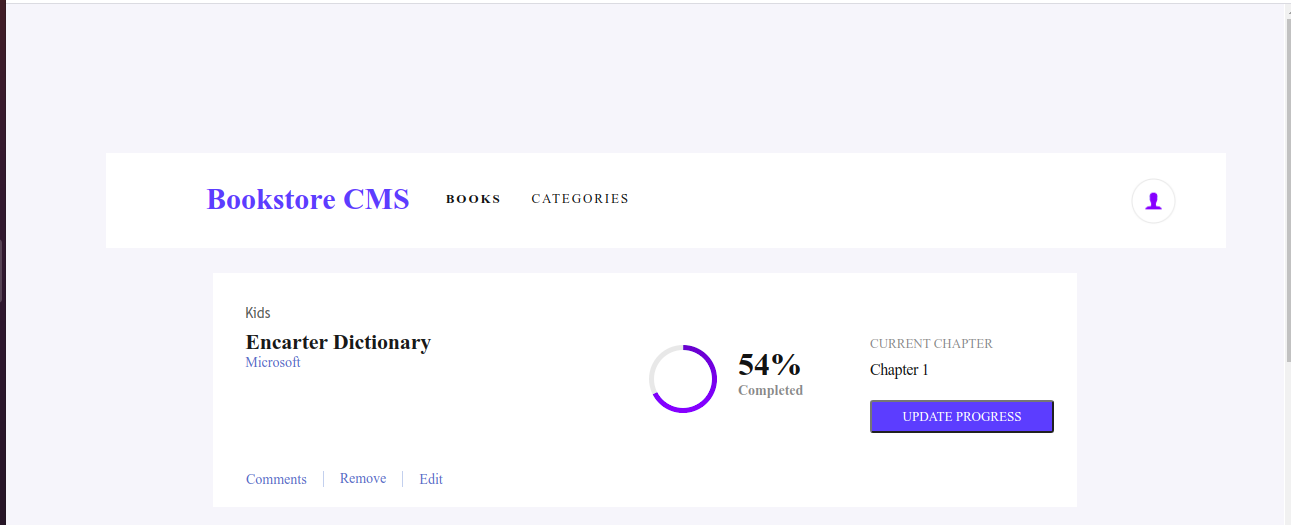 Bookstore CMS BOOKS CATEGORIES
Kids
Encarter Dictionary
Microsoft
54%
Completed
CURRENT CHAPTER
Chapter 1
UPDATE PROGRESS
Comments Remove Edit